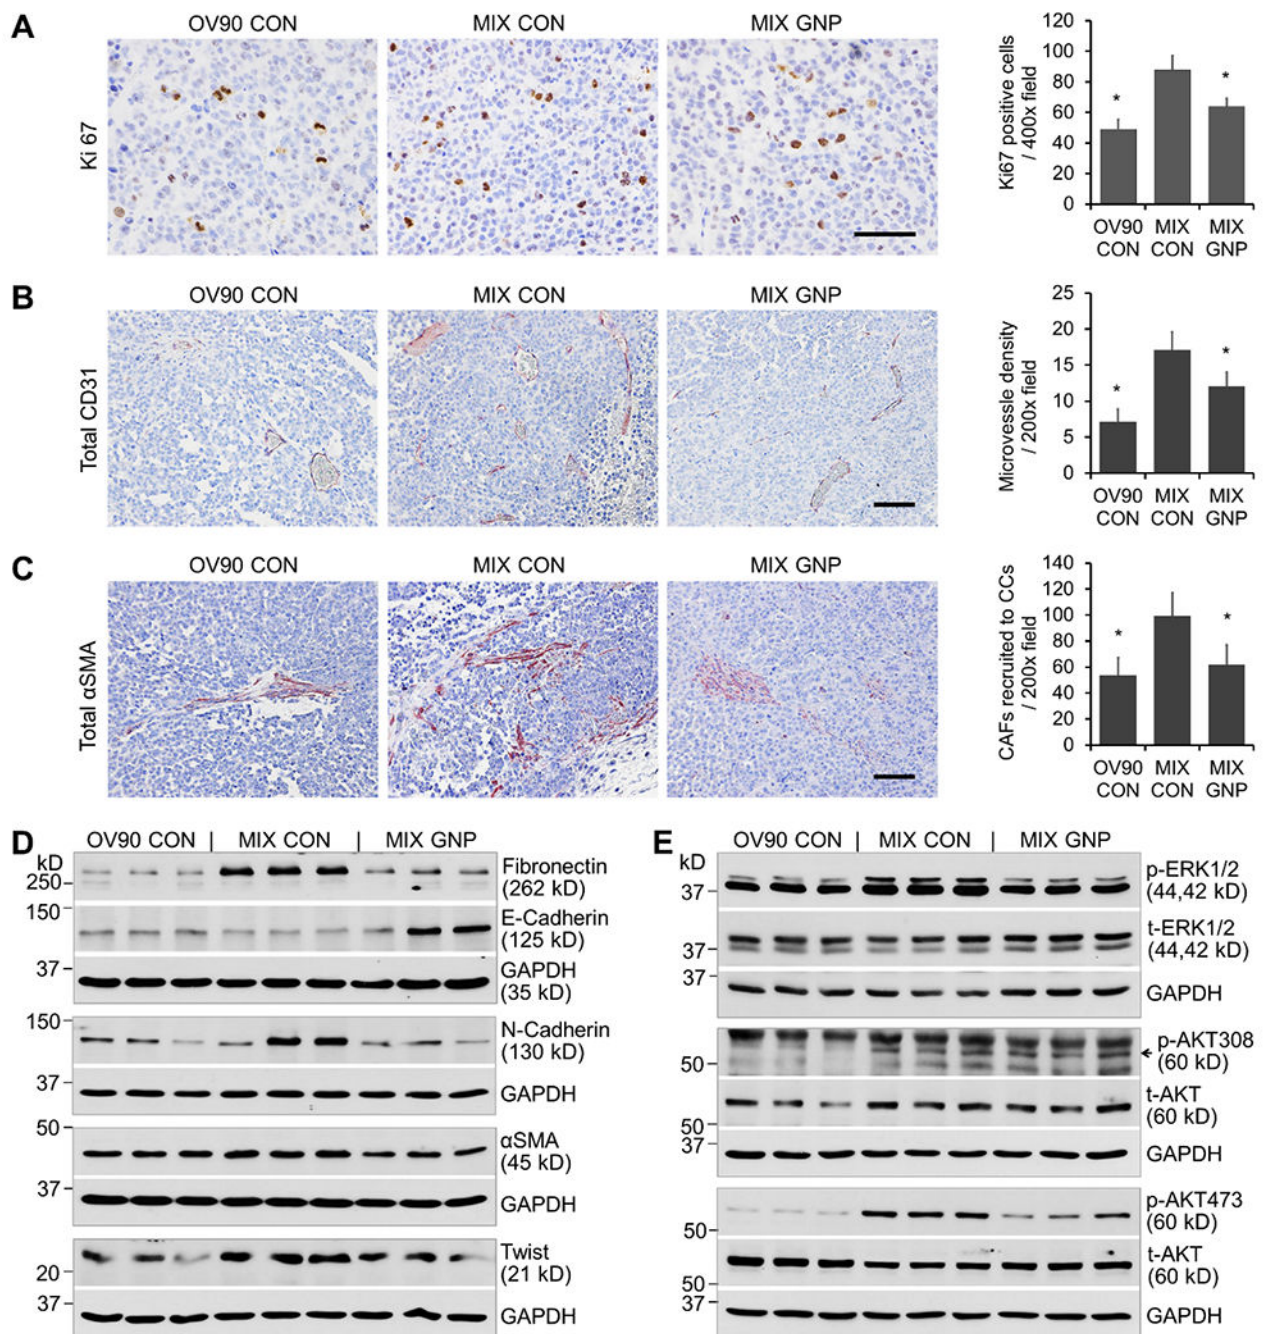 A
OV90 CON MIX CON MIX GNP
Ki 67
Ki67 positive cells
/ 400x field
120
100
80
60
40
20
0
* *
OV90 MIX MIX
CON CON GNP
B
OV90 CON MIX CON MIX GNP
Total CD31
Microvessle density
/ 200x field
25
20
15
10
5
0
* *
OV90 MIX MIX
CON CON GNP
C
OV90 CON MIX CON MIX GNP
Total αSMA
CAFs recruited to CCs
/ 200x field
140
120
100
80
60
40
20
0
* *
OV90 MIX MIX
CON CON GNP
D
OV90 CON | MIX CON | MIX GNP
kD
250
Fibronectin
(262 kD)
150
E-Cadherin
(125 kD)
37
GAPDH
(35 kD)
150
N-Cadherin
(130 kD)
37
GAPDH
50
αSMA
(45 kD)
37
GAPDH
20
Twist
(21 kD)
37
GAPDH
E
OV90 CON | MIX CON | MIX GNP
kD
37
p-ERK1/2
(44,42 kD)
37
t-ERK1/2
(44,42 kD)
37
GAPDH
50
p-AKT308
(60 kD)
50
t-AKT
(60 kD)
37
GAPDH
50
p-AKT473
(60 kD)
50
t-AKT
(60 kD)
37
GAPDH